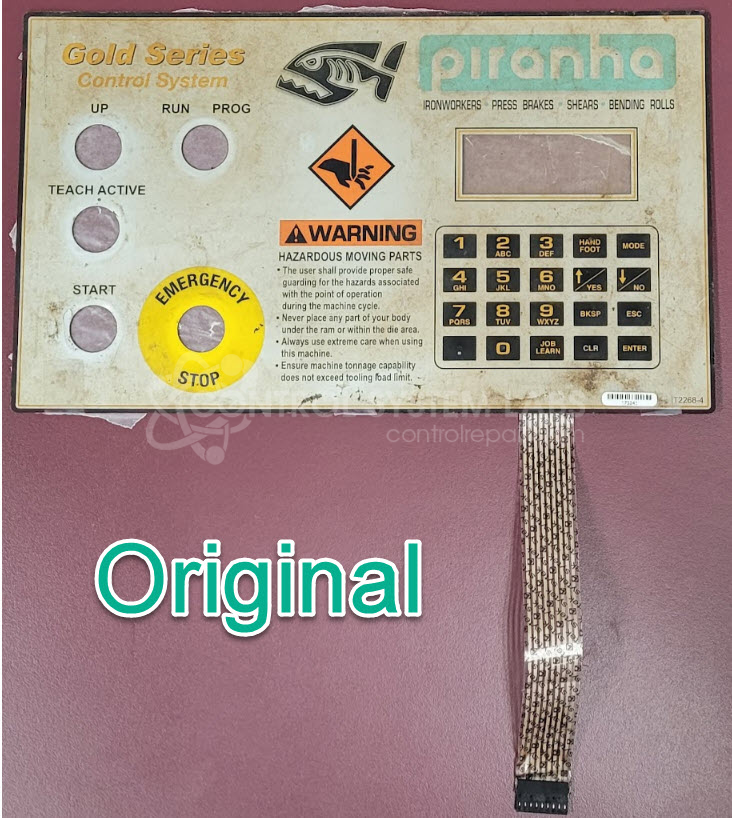 Gold Series
Control System
piranha
IRONWORKERS • PRESS BRAKES • SHEARS • BENDING ROLLS
UP
RUN PROG
TEACH ACTIVE
START
EMERGENCY
STOP
WARNING
HAZARDOUS MOVING PARTS
• The user shall provide proper safe
guarding for the hazards associated
with the point of operation
during the machine cycle.
• Never place any part of your body
under the ram or within the die area.
• Always use extreme care when using
this machine.
• Ensure machine tonnage capability
does not exceed tooling load limit.
1 2 ABC 3 DEF HAND FOOT MODE
4 GHI 5 JKL 6 MNO YES NO
7 PQRS 8 TUV 9 WXYZ BKSP ESC
. 0 JOB LEARN CLR ENTER
12268-4
controlrepair.com
Original